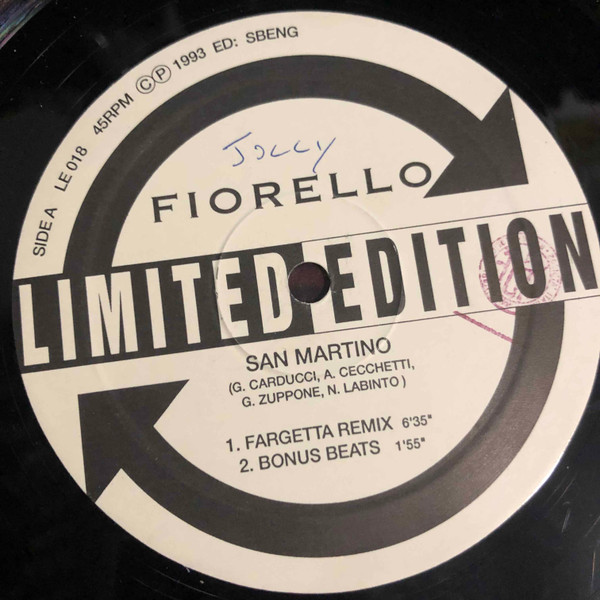 SIDE A LE 018 45RPM ©℗ 1993 ED: SBENG
Jolly
FIORELLO
LIMITED EDITION
SAN MARTINO
(G. CARDUCCI, A. CECCHETTI,
G. ZUPPONE, N. LABINTO)
1. FARGETTA REMIX 6'35"
2. BONUS BEATS 1'55"